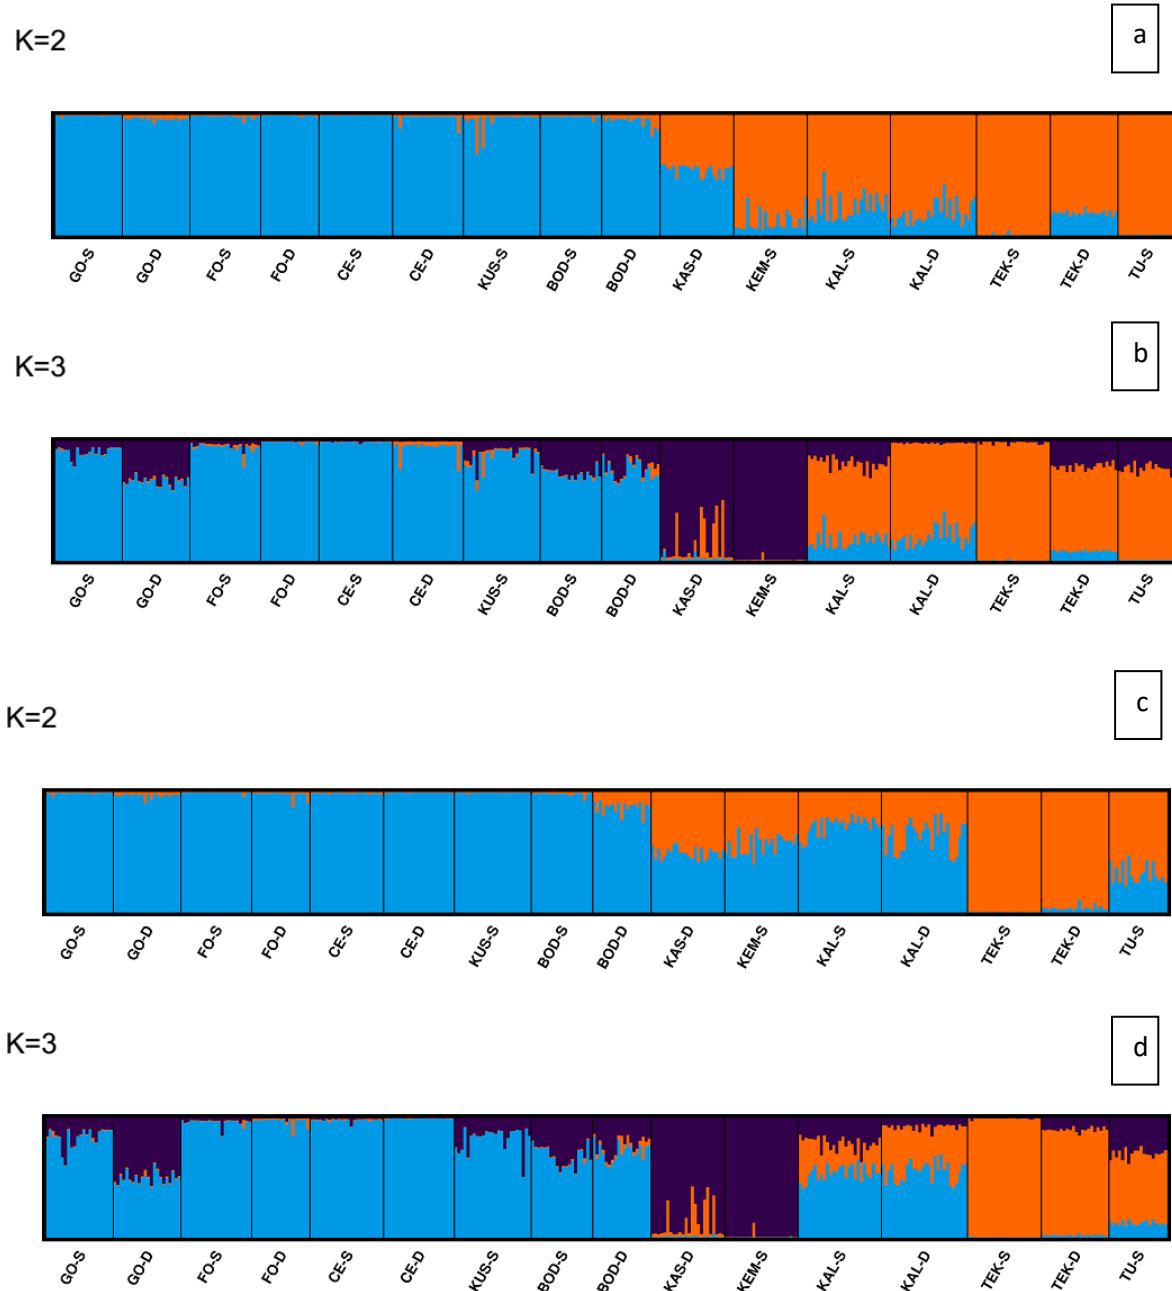 K=2
a
GO-S GO-D FO-S FO-D CE-S CE-D KUS-S BOD-S BOD-D KAS-D KEM-S KAL-S KAL-D TEK-S TEK-D TU-S
K=3
b
GO-S GO-D FO-S FO-D CE-S CE-D KUS-S BOD-S BOD-D KAS-D KEM-S KAL-S KAL-D TEK-S TEK-D TU-S
K=2
c
GO-S GO-D FO-S FO-D CE-S CE-D KUS-S BOD-S BOD-D KAS-D KEM-S KAL-S KAL-D TEK-S TEK-D TU-S
K=3
d
GO-S GO-D FO-S FO-D CE-S CE-D KUS-S BOD-S BOD-D KAS-D KEM-S KAL-S KAL-D TEK-S TEK-D TU-S